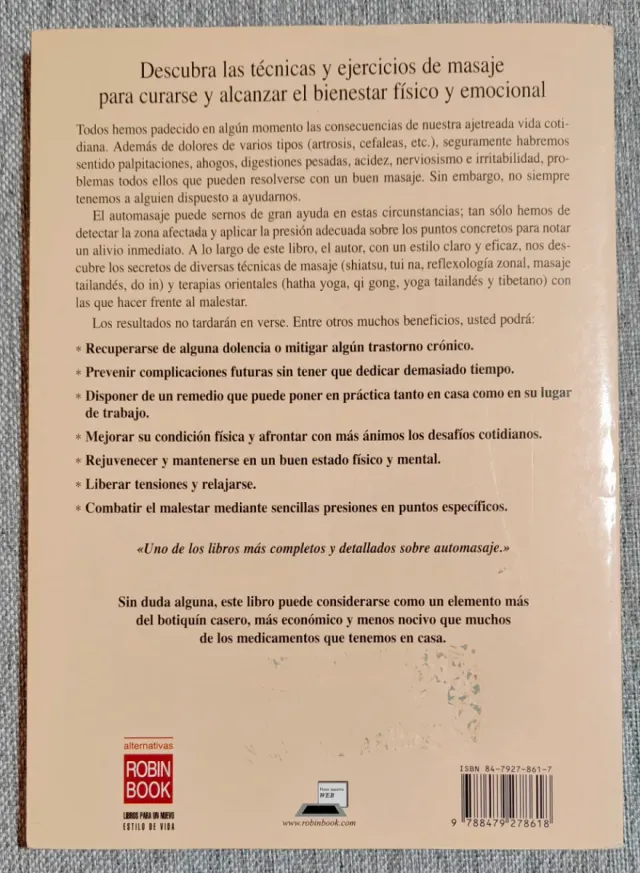 Descubra las técnicas y ejercicios de masaje
para curarse y alcanzar el bienestar físico y emocional
Todos hemos padecido en algún momento las consecuencias de nuestra ajetreada vida coti-
diana. Además de dolores de varios tipos (artrosis, cefaleas, etc.), seguramente habremos
sentido palpitaciones, ahogos, digestiones pesadas, acidez, nerviosismo e irritabilidad, pro-
blemas todos ellos que pueden resolverse con un buen masaje. Sin embargo, no siempre
tenemos a alguien dispuesto a ayudarnos.
El automasaje puede sernos de gran ayuda en estas circunstancias; tan sólo hemos de
detectar la zona afectada y aplicar la presión adecuada sobre los puntos concretos para notar
un alivio inmediato. A lo largo de este libro, el autor, con un estilo claro y eficaz, nos des-
cubre los secretos de diversas técnicas de masaje (shiatsu, tui na, reflexología zonal, masaje
tailandés, do in) y terapias orientales (hatha yoga, qi gong, yoga tailandés y tibetano) con
las que hacer frente al malestar.
Los resultados no tardarán en verse. Entre otros muchos beneficios, usted podrá:
* Recuperarse de alguna dolencia o mitigar algún trastorno crónico.
* Prevenir complicaciones futuras sin tener que dedicar demasiado tiempo.
* Disponer de un remedio que puede poner en práctica tanto en casa como en su lugar
de trabajo.
* Mejorar su condición física y afrontar con más ánimos los desafíos cotidianos.
* Rejuvenecer y mantenerse en un buen estado físico y mental.
* Liberar tensiones y relajarse.
* Combatir el malestar mediante sencillas presiones en puntos específicos.
«Uno de los libros más completos y detallados sobre automasaje.»
Sin duda alguna, este libro puede considerarse como un elemento más
del botiquín casero, más económico y menos nocivo que muchos
de los medicamentos que tenemos en casa.
alternativas
ROBIN
BOOK
LIBROS PARA UN NUEVO
ESTILO DE VIDA
WEB
www.robinbook.com
ISBN 84-7927-861-7
9 788479 278618